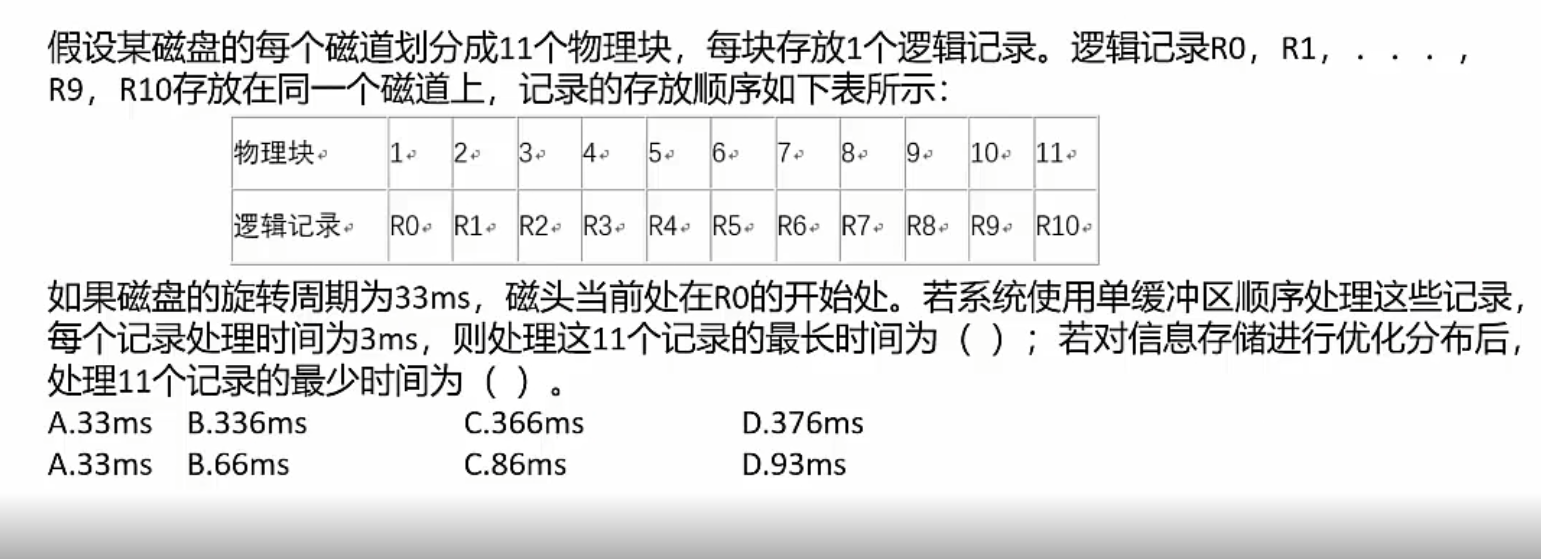 假设某磁盘的每个磁道划分成11个物理块，每块存放1个逻辑记录。逻辑记录R0，R1，．．．，
R9，R10存放在同一个磁道上，记录的存放顺序如下表所示：
物理块 1 2 3 4 5 6 7 8 9 10 11
逻辑记录 R0 R1 R2 R3 R4 R5 R6 R7 R8 R9 R10
如果磁盘的旋转周期为33ms，磁头当前处在R0的开始处。若系统使用单缓冲区顺序处理这些记录，
每个记录处理时间为3ms，则处理这11个记录的最长时间为（ ）；若对信息存储进行优化分布后，
处理11个记录的最少时间为（ ）。
A.33ms B.336ms C.366ms D.376ms
A.33ms B.66ms C.86ms D.93ms